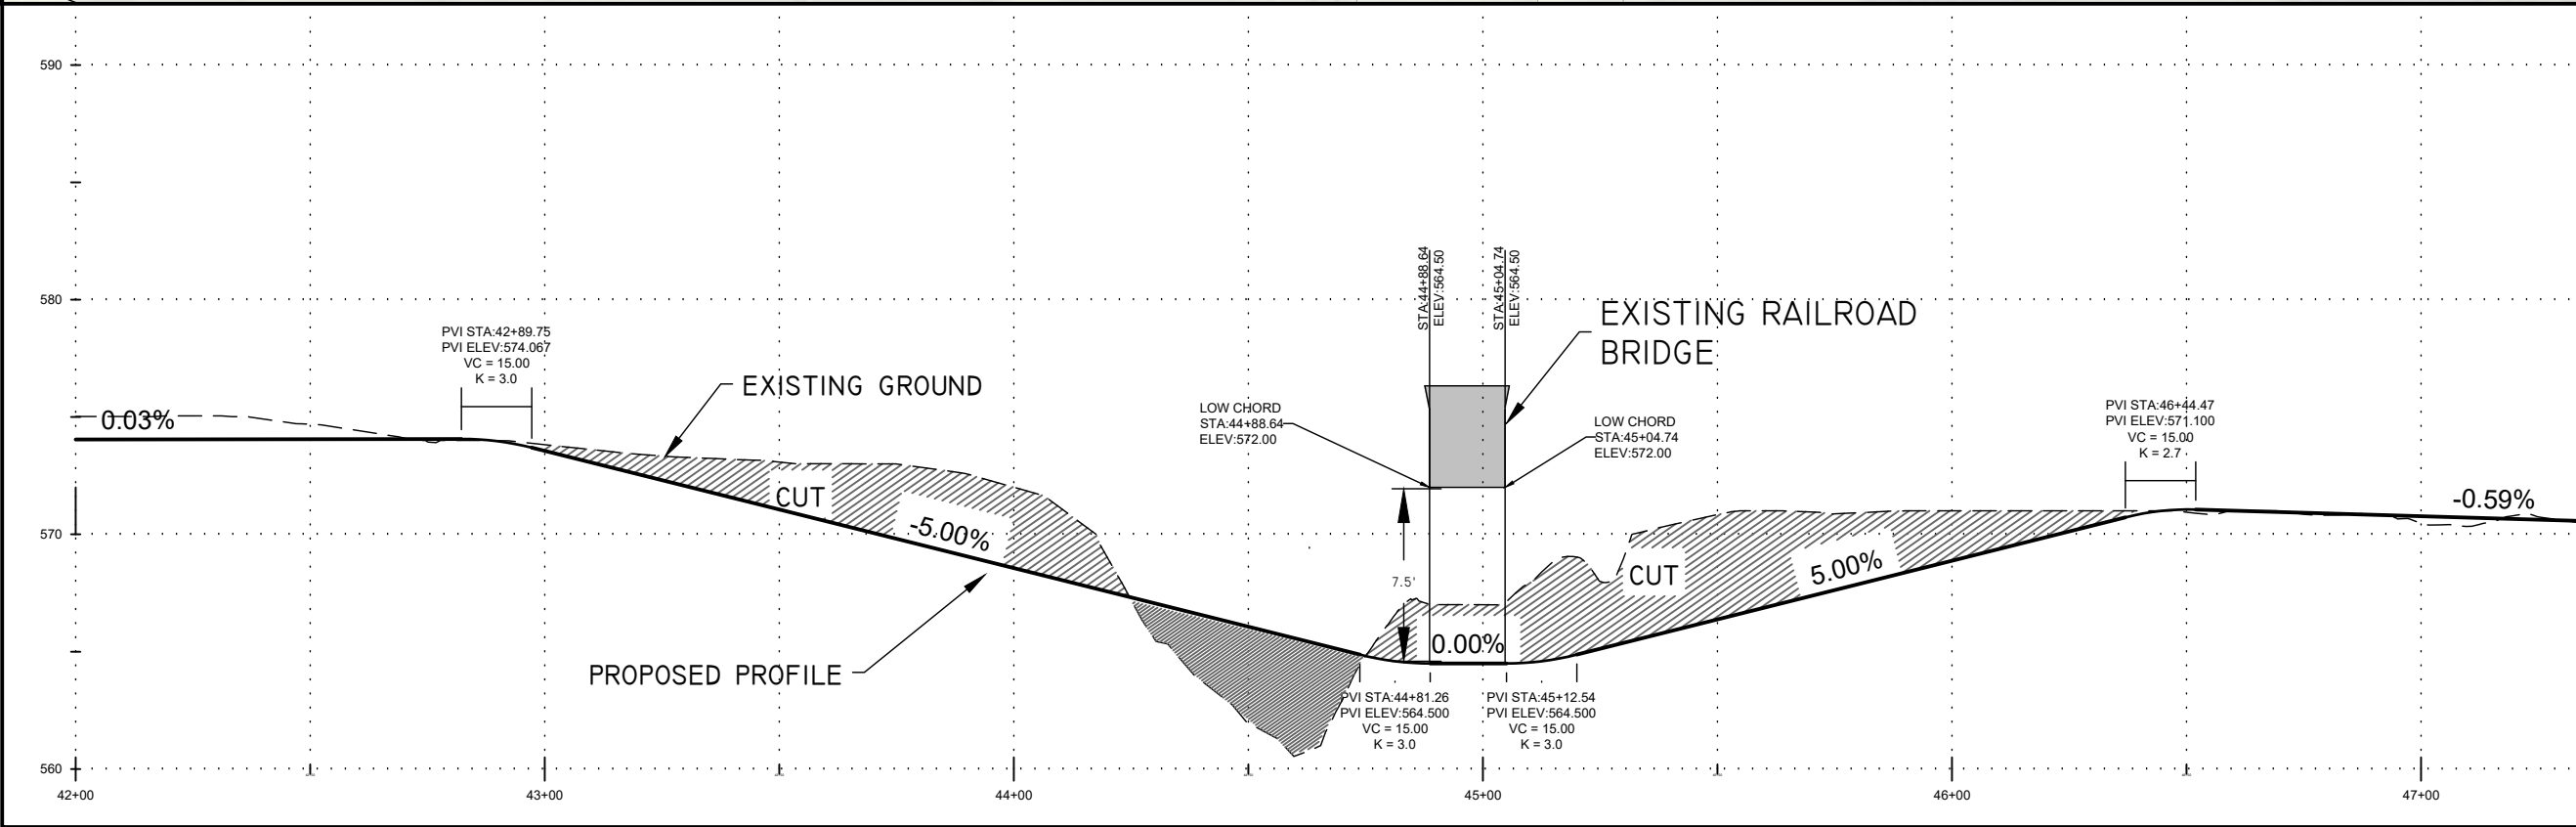 590
580
570
560
STA:44+88.64
ELEV:564.50
STA:45+04.74
ELEV:564.50
EXISTING RAILROAD
BRIDGE
PVI STA:42+89.75
PVI ELEV:574.067
VC = 15.00
K = 3.0
EXISTING GROUND
0.03%
LOW CHORD
STA:44+88.64
ELEV:572.00
LOW CHORD
STA:45+04.74
ELEV:572.00
PVI STA:46+44.47
PVI ELEV:571.100
VC = 15.00
K = 2.7
CUT
-5.00%
7.5'
CUT
5.00%
-0.59%
0.00%
PROPOSED PROFILE
PVI STA:44+81.26
PVI ELEV:564.500
VC = 15.00
K = 3.0
PVI STA:45+12.54
PVI ELEV:564.500
VC = 15.00
K = 3.0
42+00
43+00
44+00
45+00
46+00
47+00